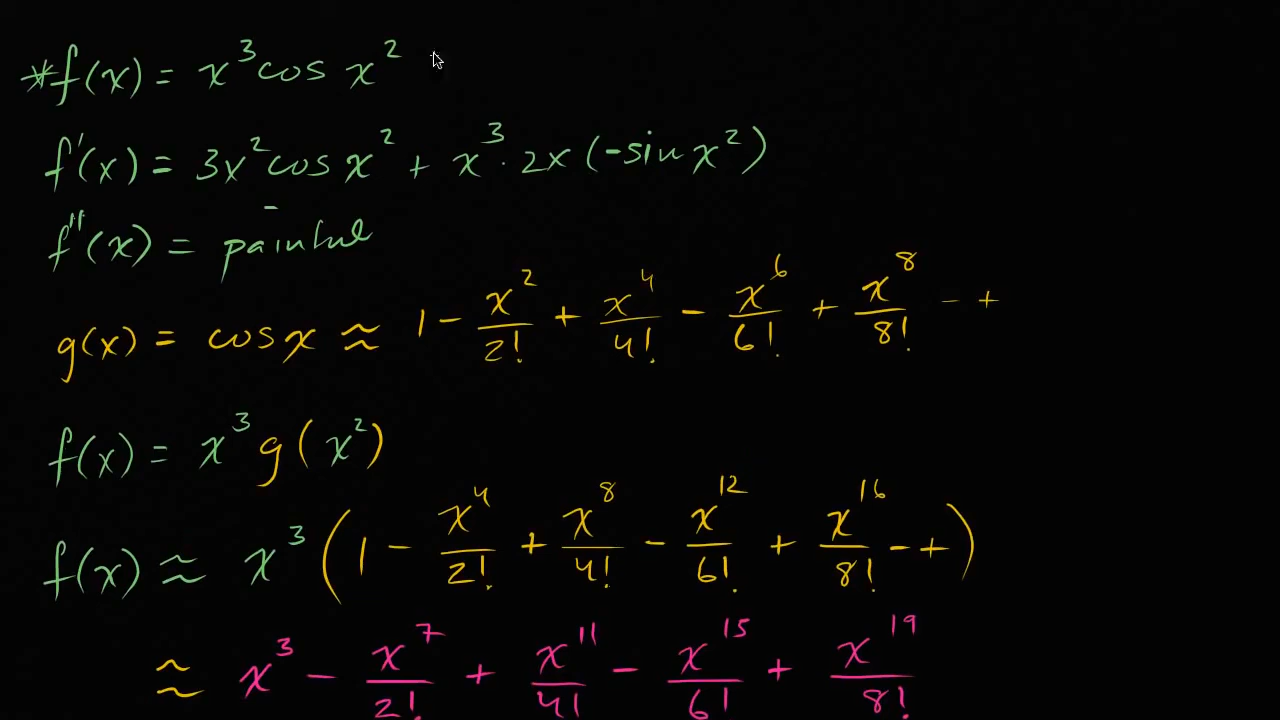 *f(x) = x³cos x²
f'(x) = 3x²cos x² + x³·2x(-sin x²)
f''(x) = painful
g(x) = cos x ≈ 1 - x²/2! + x⁴/4! - x⁶/6! + x⁸/8! - +
f(x) = x³g(x²)
f(x) ≈ x³(1 - x⁴/2! + x⁸/4! - x¹²/6! + x¹⁶/8! - +)
≈ x³ - x⁷/2! + x¹¹/4! - x¹⁵/6! + x¹⁹/8!